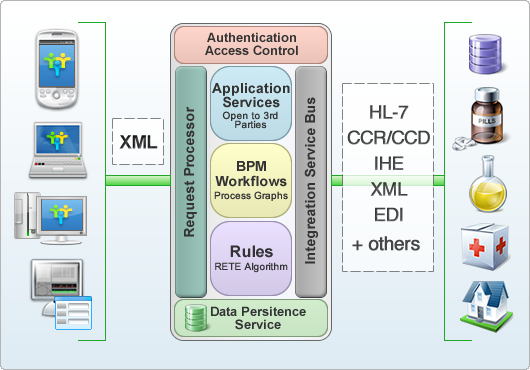 Authentication
Access Control
XML
Request Processor
Application
Services
Open to 3rd
Parties
BPM
Workflows
Process Graphs
Rules
RETE Algorithm
Integreation Service Bus
Data Persitence
Service
HL-7
CCR/CCD
IHE
XML
EDI
+ others
PILLS